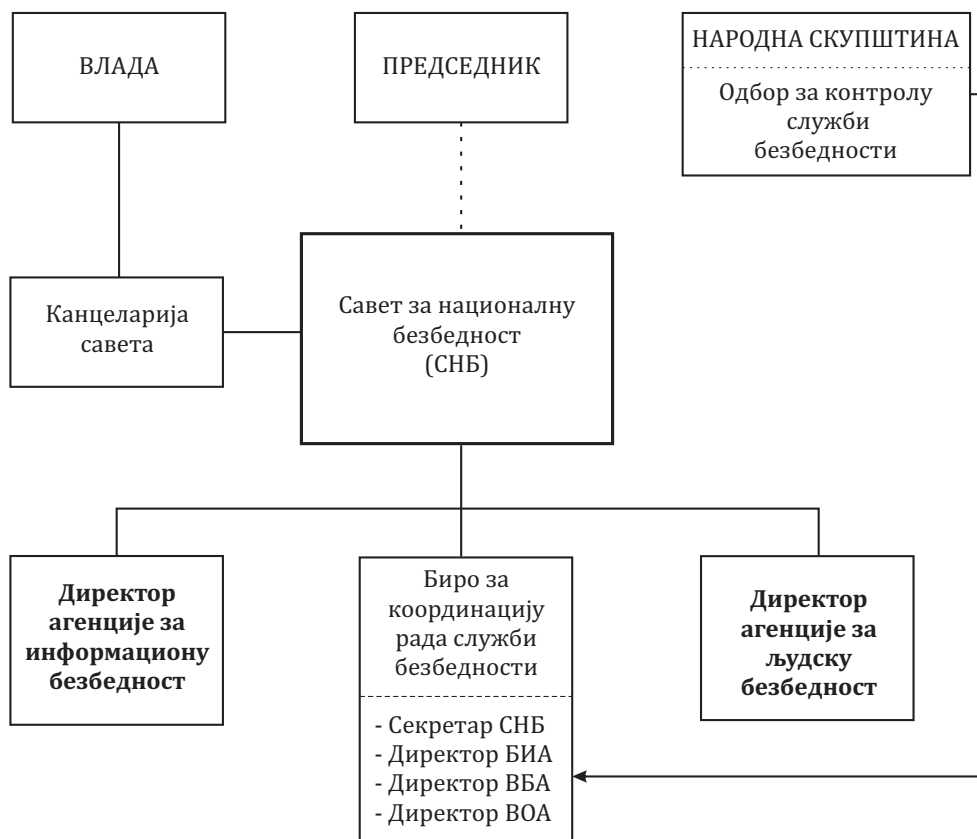 ВЛАДА
ПРЕДСЕДНИК
НАРОДНА СКУПШТИНА
Одбор за контролу
служби
безбедности
Канцеларија
савета
Савет за националну
безбедност
(СНБ)
Директор
агенције за
информациону
безбедност
Биро за
координацију
рада служби
безбедности
- Секретар СНБ
- Директор БИА
- Директор ВБА
- Директор ВОА
Директор
агенције за
људску
безбедност